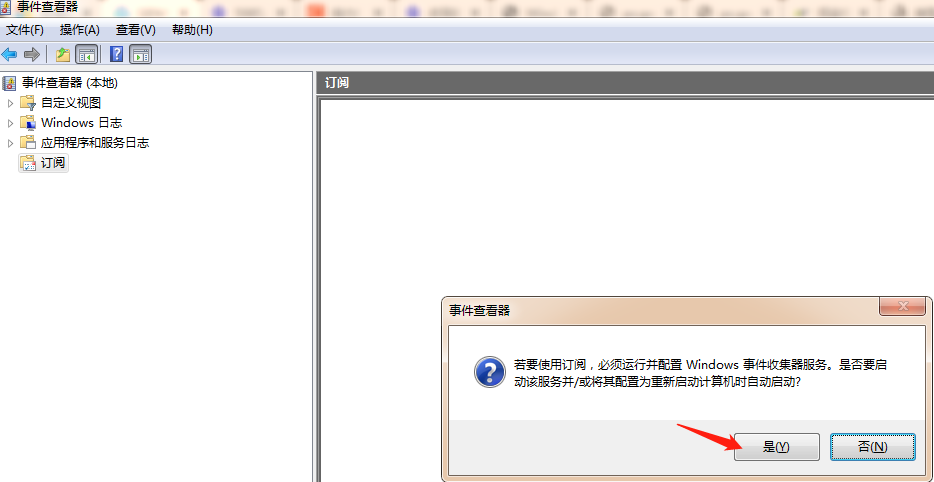 事件查看器
文件(F) 操作(A) 查看(V) 帮助(H)
事件查看器 (本地)
自定义视图
Windows 日志
应用程序和服务日志
订阅
订阅
事件查看器
若要使用订阅，必须运行并配置 Windows 事件收集器服务。是否要启
动该服务并/或将其配置为重新启动计算机时自动启动?
是(Y) 否(N)